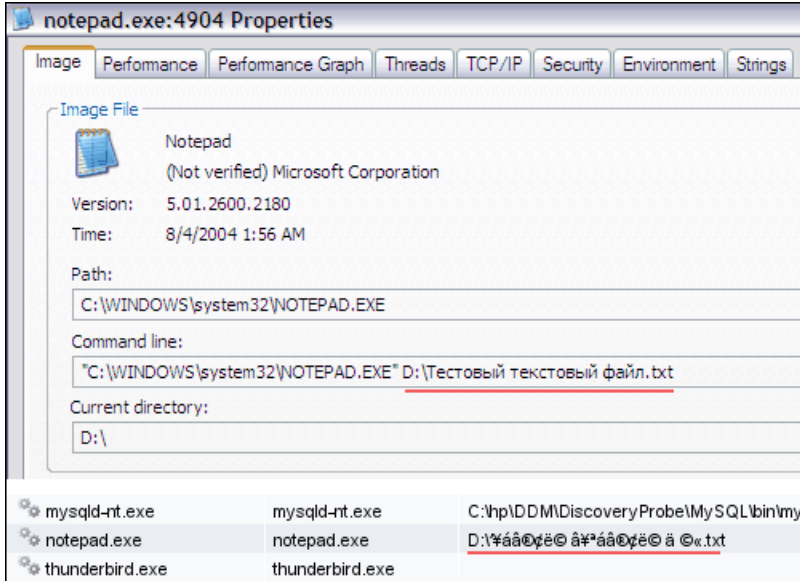 notepad.exe:4904 Properties
Image Performance Performance Graph Threads TCP/IP Security Environment Strings
Image File
Notepad
(Not verified) Microsoft Corporation
Version: 5.01.2600.2180
Time: 8/4/2004 1:56 AM
Path:
C:\WINDOWS\system32\NOTEPAD.EXE
Command line:
"C:\WINDOWS\system32\NOTEPAD.EXE" D:\Тестовый текстовый файл.txt
Current directory:
D:\
mysqld-nt.exe mysqld-nt.exe C:\hp\DDM\DiscoveryProbe\MySQL\bin\my
notepad.exe notepad.exe D:\'¥áâ®¢ë© â¥ªáâ®¢ë© ä ©«.txt
thunderbird.exe thunderbird.exe